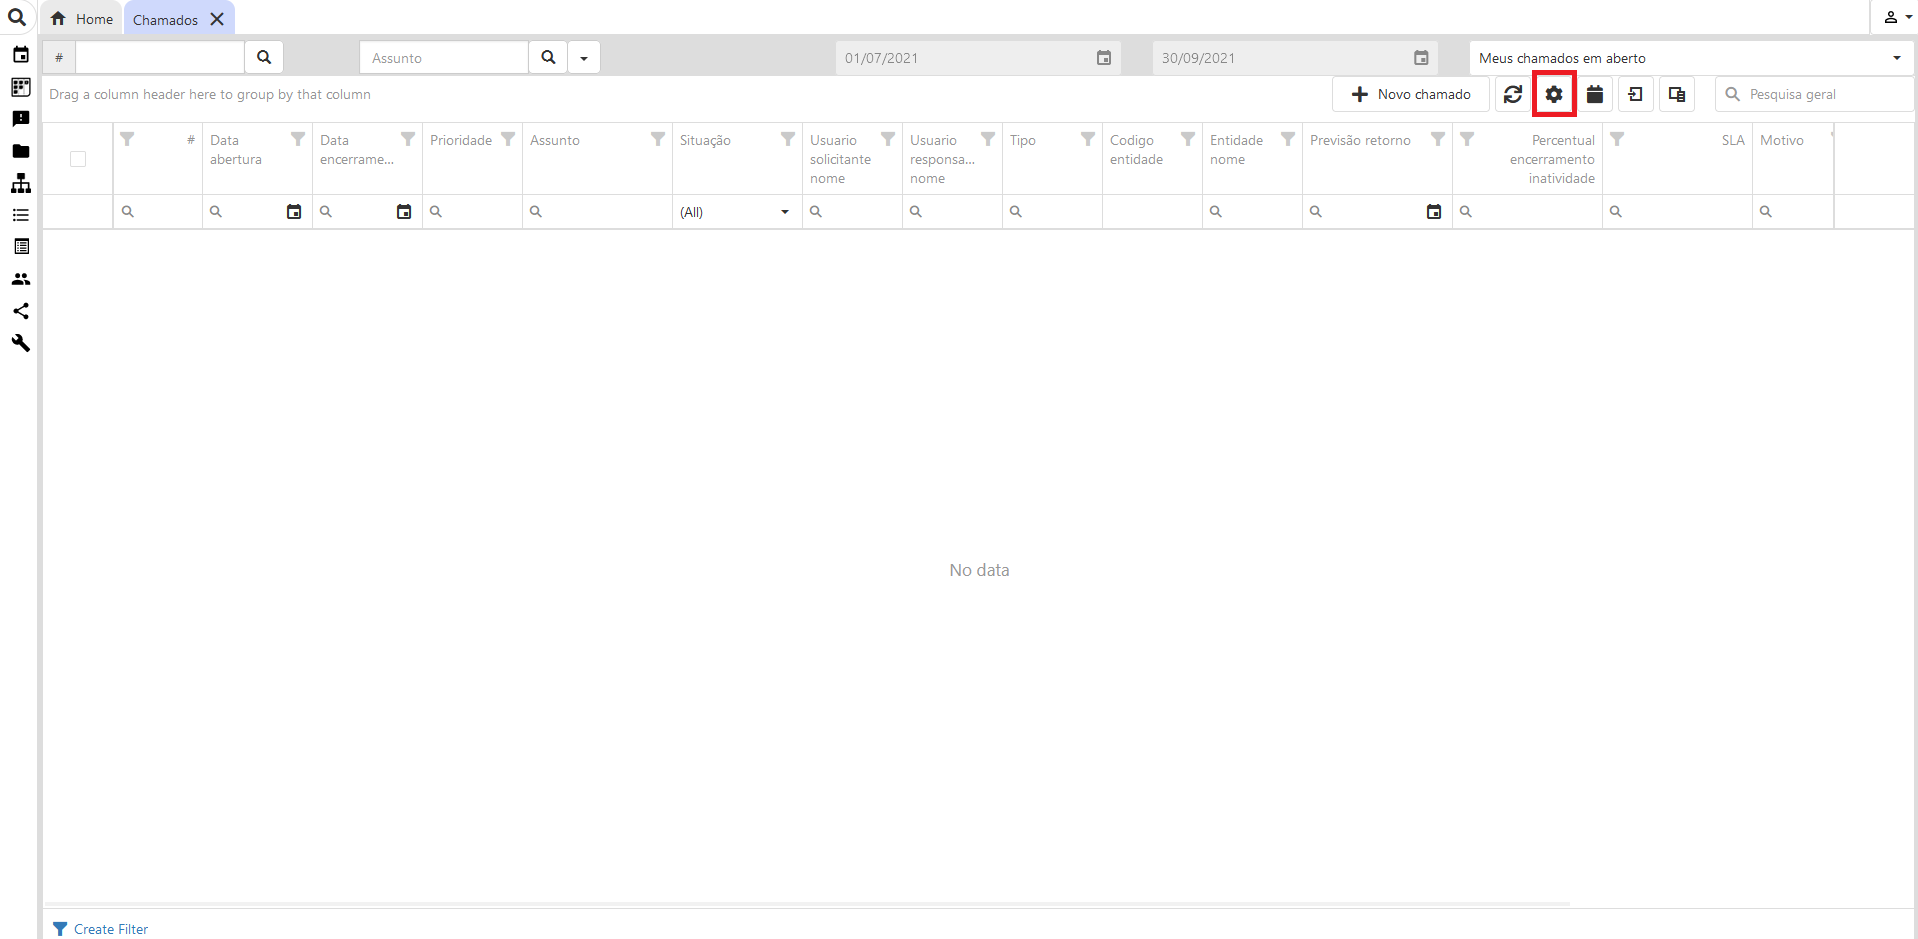 Home
Chamados
#
Assunto
01/07/2021
30/09/2021
Meus chamados em aberto
Drag a column header here to group by that column
Novo chamado
Pesquisa geral
#
Data abertura
Data encerrame...
Prioridade
Assunto
Situação
Usuario solicitante nome
Usuario responsa... nome
Tipo
Codigo entidade
Entidade nome
Previsão retorno
Percentual encerramento inatividade
SLA
Motivo
(All)
No data
Create Filter